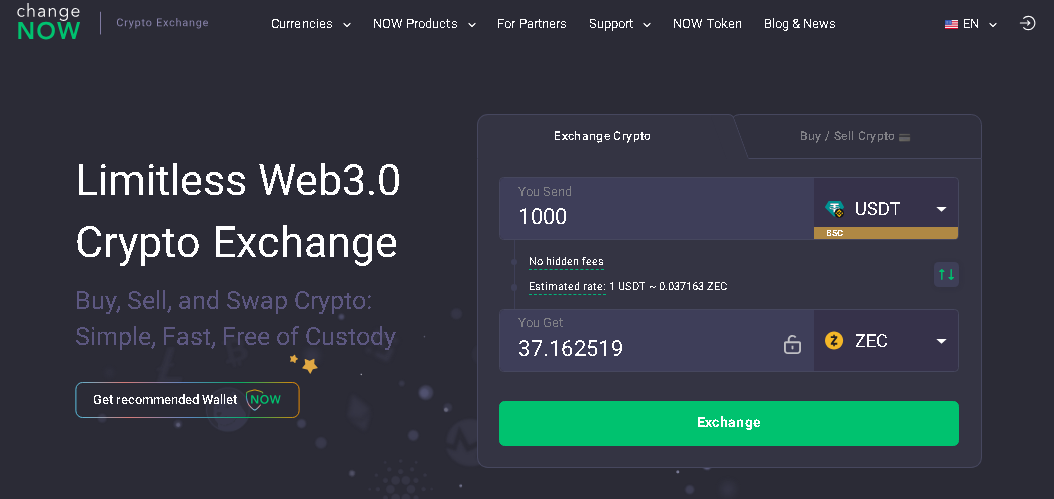 change
NOW
Crypto Exchange
Currencies
NOW Products
For Partners
Support
NOW Token
Blog & News
EN
Limitless Web3.0
Crypto Exchange
Buy, Sell, and Swap Crypto:
Simple, Fast, Free of Custody
Get recommended Wallet NOW
Exchange Crypto
Buy / Sell Crypto
You Send
1000
USDT
BSC
No hidden fees
Estimated rate: 1 USDT ~ 0.037163 ZEC
You Get
37.162519
ZEC
Exchange